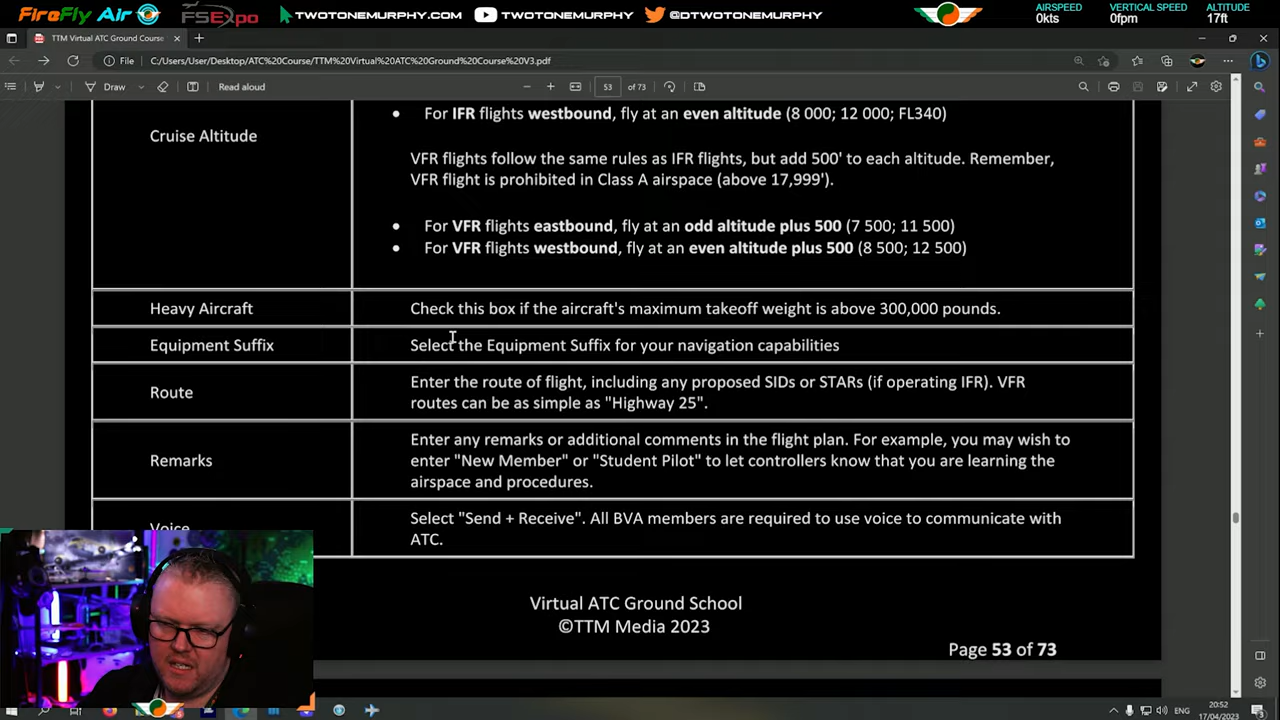 FireFly Air
FSExpo
TWOTONEMURPHY.COM
TWOTONEMURPHY
@DTWOTONEMURPHY
AIRSPEED
0kts
VERTICAL SPEED
0fpm
ALTITUDE
17ft
TTM Virtual ATC Ground Course
File
C:/Users/User/Desktop/ATC%20Course/TTM%20Virtual%20ATC%20Ground%20Course%20V3.pdf
Draw
Read aloud
53
of 73
For IFR flights westbound, fly at an even altitude (8 000; 12 000; FL340)
Cruise Altitude
VFR flights follow the same rules as IFR flights, but add 500' to each altitude. Remember,
VFR flight is prohibited in Class A airspace (above 17,999').
For VFR flights eastbound, fly at an odd altitude plus 500 (7 500; 11 500)
For VFR flights westbound, fly at an even altitude plus 500 (8 500; 12 500)
Heavy Aircraft
Check this box if the aircraft's maximum takeoff weight is above 300,000 pounds.
Equipment Suffix
Select the Equipment Suffix for your navigation capabilities
Route
Enter the route of flight, including any proposed SIDs or STARs (if operating IFR). VFR
routes can be as simple as "Highway 25".
Remarks
Enter any remarks or additional comments in the flight plan. For example, you may wish to
enter "New Member" or "Student Pilot" to let controllers know that you are learning the
airspace and procedures.
Voice
Select "Send + Receive". All BVA members are required to use voice to communicate with
ATC.
Virtual ATC Ground School
©TTM Media 2023
Page 53 of 73
ENG
20:52
17/04/2023